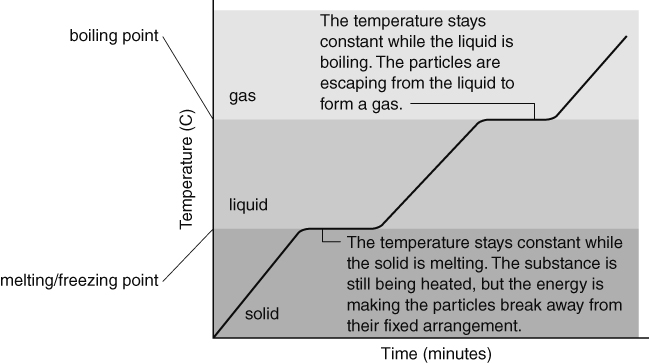 The temperature stays
constant while the liquid is
boiling. The particles are
escaping from the liquid to
form a gas.
boiling point
gas
Temperature (C)
liquid
melting/freezing point
The temperature stays constant while
the solid is melting. The substance is
still being heated, but the energy is
making the particles break away from
their fixed arrangement.
solid
Time (minutes)